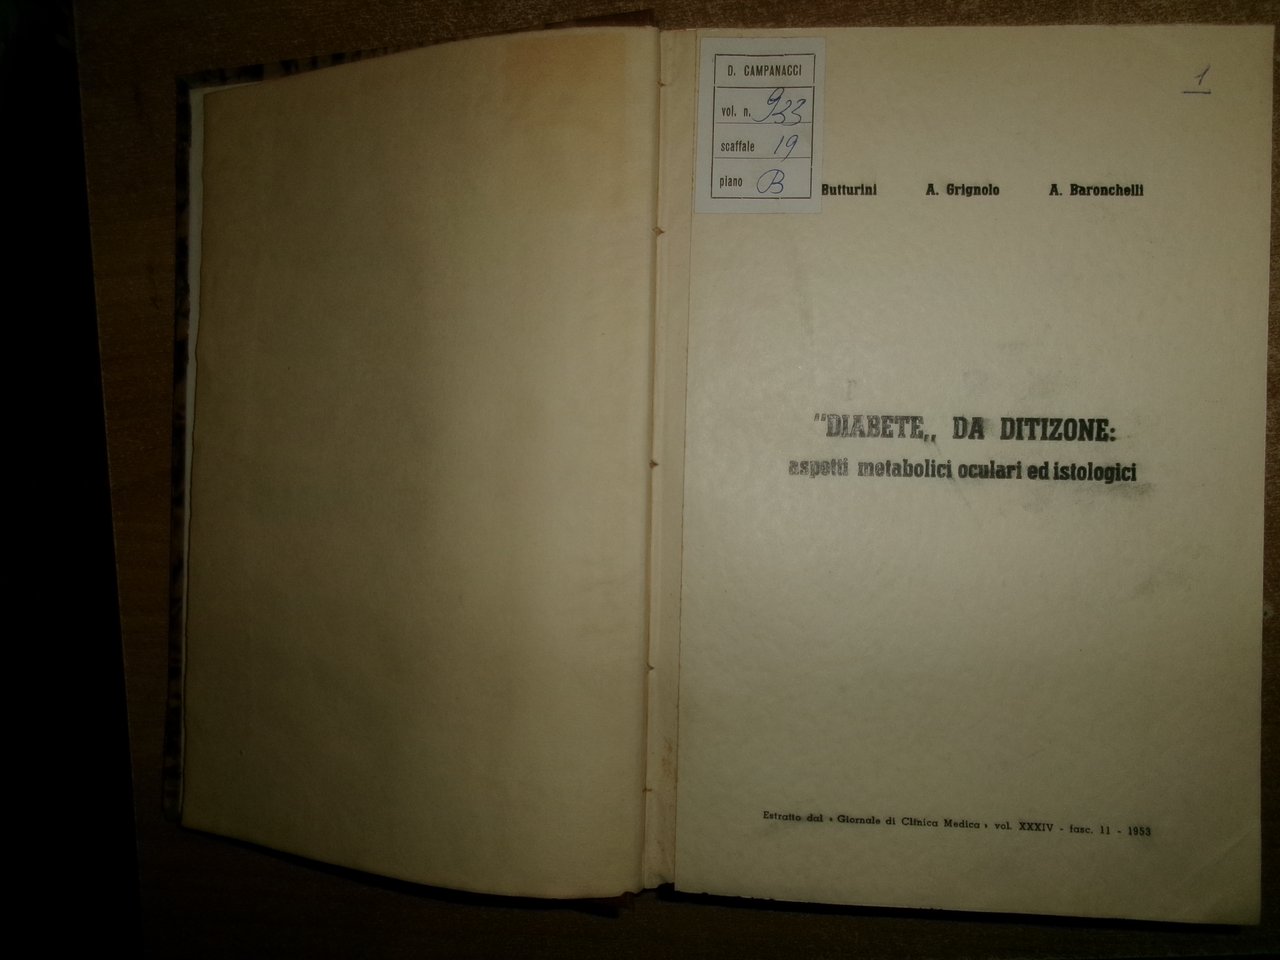 D. CAMPANACCI
vol. n. 933
scaffale 19
piano B
1
Butturini A. Grignolo A. Baronchelli
"DIABETE„ DA DITIZONE:
aspetti metabolici oculari ed istologici
Estratto dal « Giornale di Clinica Medica » vol. XXXIV - fasc. 11 - 1953